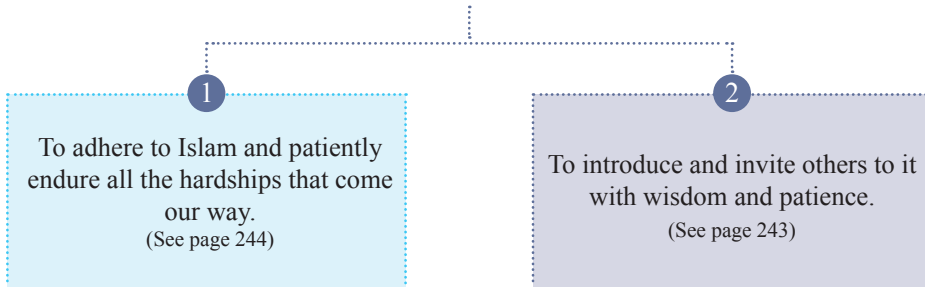 1
To adhere to Islam and patiently
endure all the hardships that come
our way.
(See page 244)
2
To introduce and invite others to it
with wisdom and patience.
(See page 243)